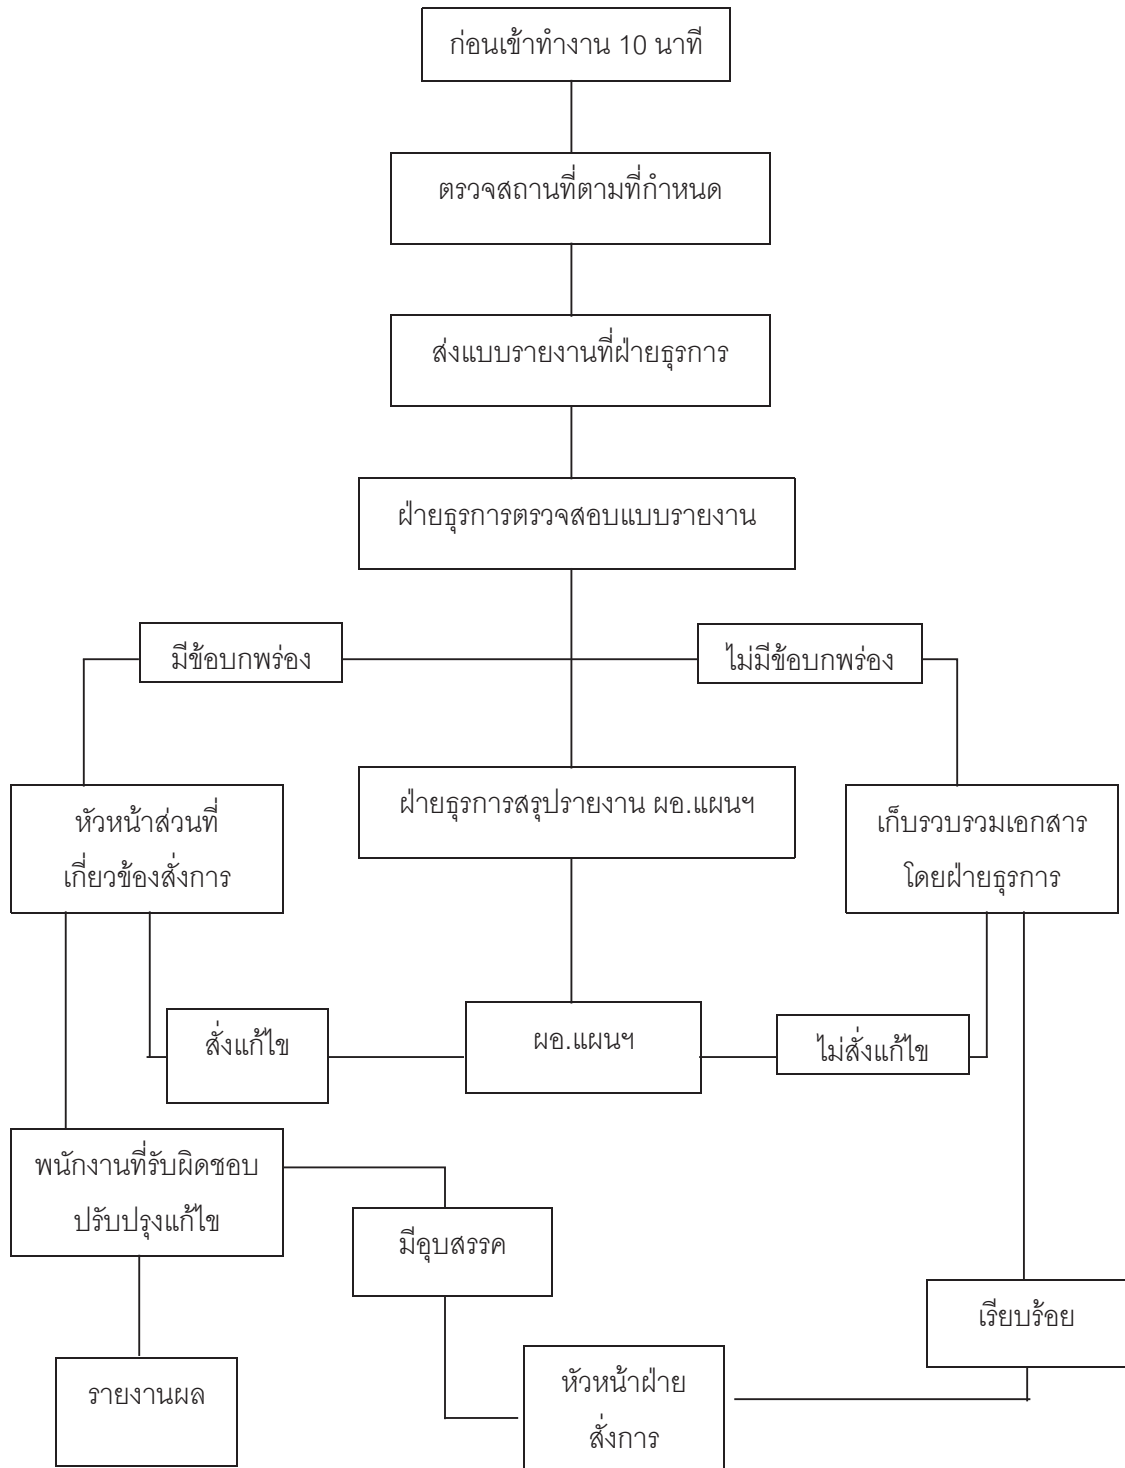 ก่อนเข้าทำงาน 10 นาที
ตรวจสถานที่ตามที่กำหนด
ส่งแบบรายงานที่ฝ่ายธุรการ
ฝ่ายธุรการตรวจสอบแบบรายงาน
มีข้อบกพร่อง
ไม่มีข้อบกพร่อง
หัวหน้าส่วนที่
เกี่ยวข้องสั่งการ
ฝ่ายธุรการสรุปรายงาน ผอ.แผนฯ
เก็บรวบรวมเอกสาร
โดยฝ่ายธุรการ
สั่งแก้ไข
ผอ.แผนฯ
ไม่สั่งแก้ไข
พนักงานที่รับผิดชอบ
ปรับปรุงแก้ไข
มีอุบสรรค
เรียบร้อย
รายงานผล
หัวหน้าฝ่าย
สั่งการ